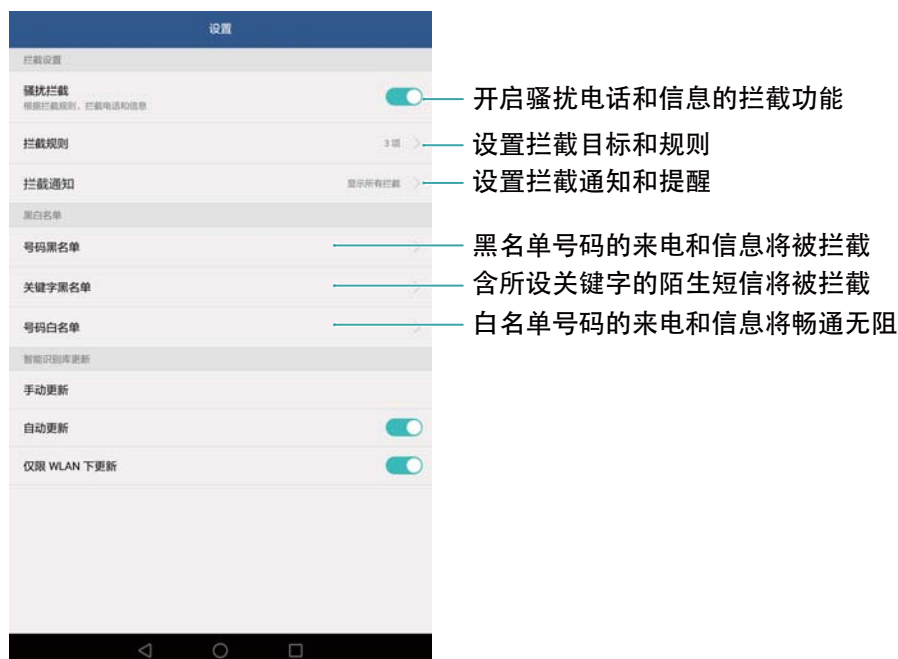 设置
拦截设置
骚扰拦截
根据拦截规则，拦截电话和信息
开启骚扰电话和信息的拦截功能
拦截规则
3 项
设置拦截目标和规则
拦截通知
显示所有拦截
设置拦截通知和提醒
黑白名单
号码黑名单
黑名单号码的来电和信息将被拦截
关键字黑名单
含所设关键字的陌生短信将被拦截
号码白名单
白名单号码的来电和信息将畅通无阻
智能识别库更新
手动更新
自动更新
仅限 WLAN 下更新